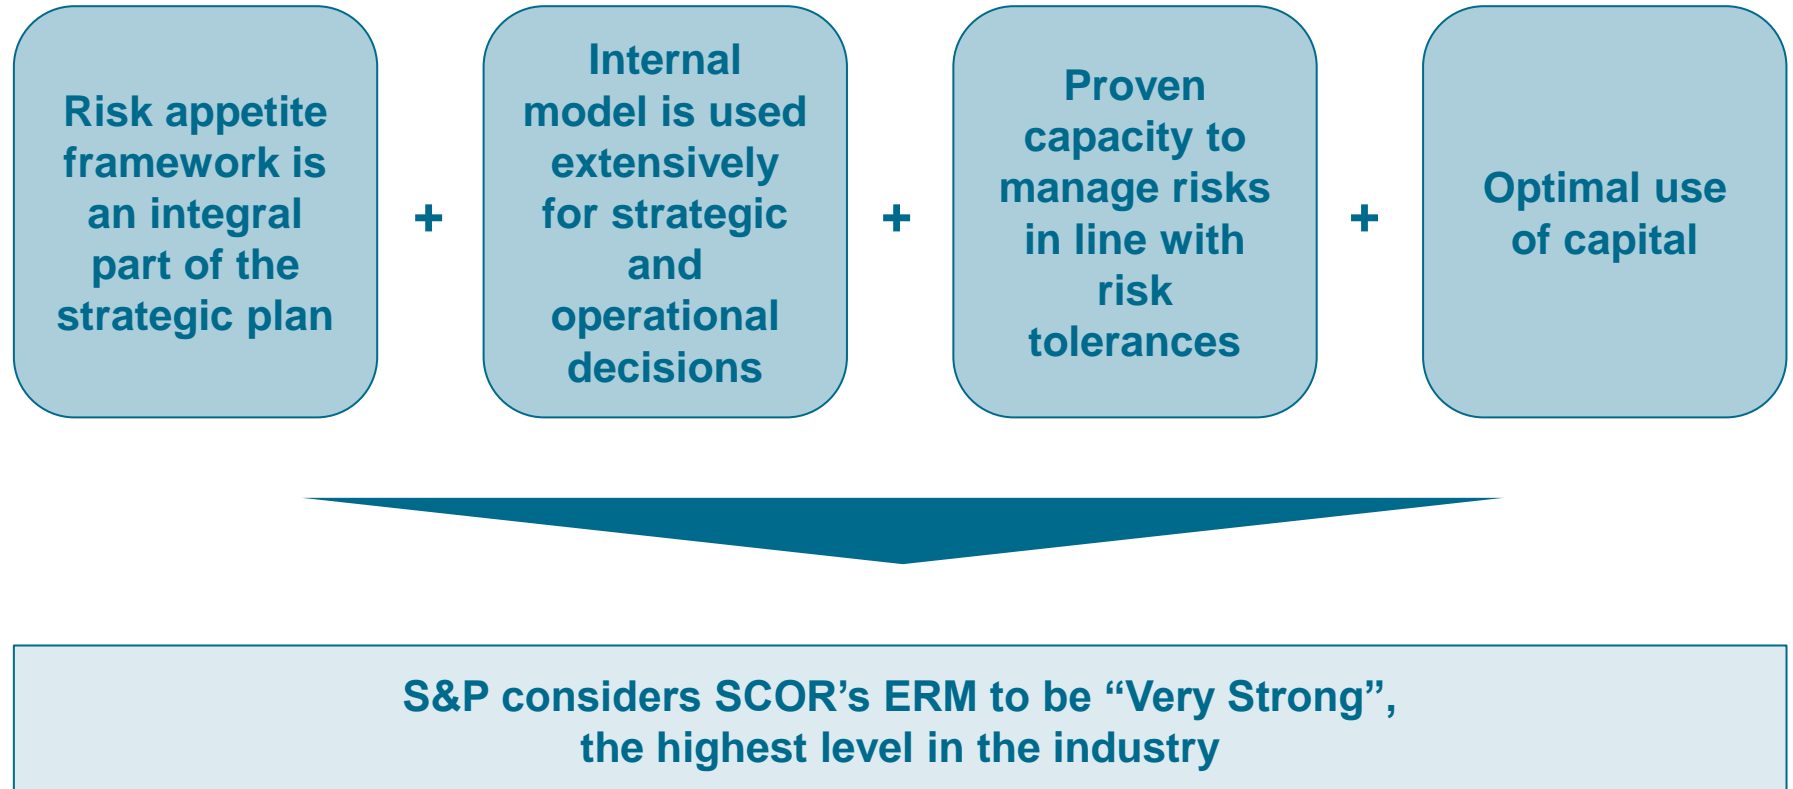 Risk appetite
framework is
an integral
part of the
strategic plan
+
Internal
model is used
extensively
for strategic
and
operational
decisions
+
Proven
capacity to
manage risks
in line with
risk
tolerances
+
Optimal use
of capital
S&P considers SCOR’s ERM to be “Very Strong”,
the highest level in the industry